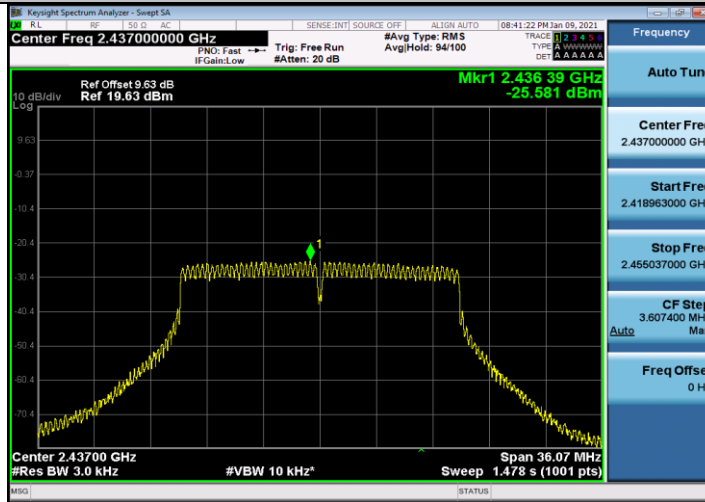 Keysight Spectrum Analyzer - Swept SA
RL RF 50 Ω AC SENSE:INT SOURCE OFF ALIGN AUTO 08:41:22 PM Jan 09, 2021
Center Freq 2.437000000 GHz
PNO: Fast
IFGain:Low
Trig: Free Run
#Atten: 20 dB
#Avg Type: RMS
Avg|Hold: 94/100
TRACE 1 2 3 4 5 6
TYPE A WWWWW
DET A A A A A A
Mkr1 2.436 39 GHz
-25.581 dBm
Ref Offset 9.63 dB
Ref 19.63 dBm
10 dB/div
Log
9.63
-0.37
-10.4
-20.4
-30.4
-40.4
-50.4
-60.4
-70.4
1
Center 2.43700 GHz
Span 36.07 MHz
#Res BW 3.0 kHz
#VBW 10 kHz*
Sweep 1.478 s (1001 pts)
MSG
STATUS
Frequency
Auto Tun
Center Fre
2.437000000 GH
Start Fre
2.418963000 GH
Stop Fre
2.455037000 GH
CF Step
3.607400 MH
Auto Ma
Freq Offse
0 H